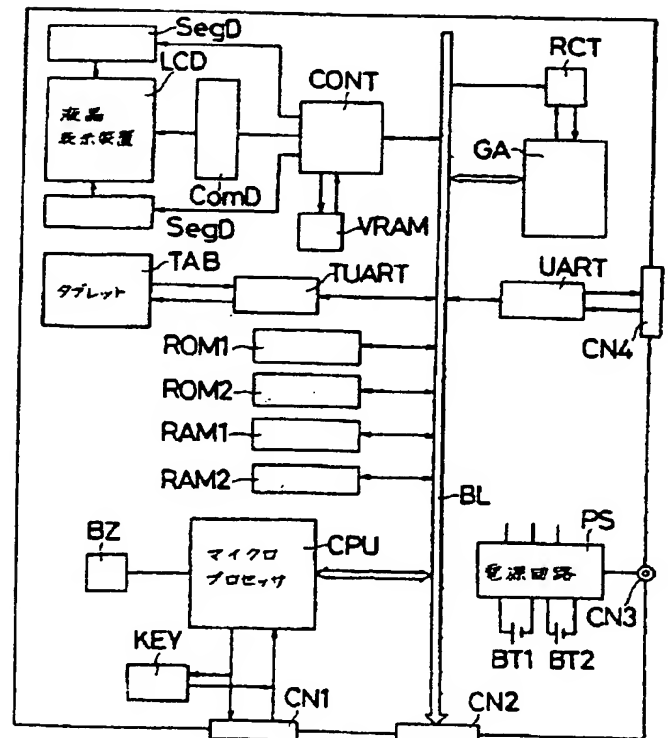 SegD
LCD
液晶
表示装置
ComD
SegD
CONT
VRAM
RCT
GA
TAB
タブレット
TUART
UART
CN4
ROM1
ROM2
RAM1
RAM2
BL
BZ
マイクロ
プロセッサ
CPU
PS
電源回路
CN3
BT1
BT2
KEY
CN1
CN2